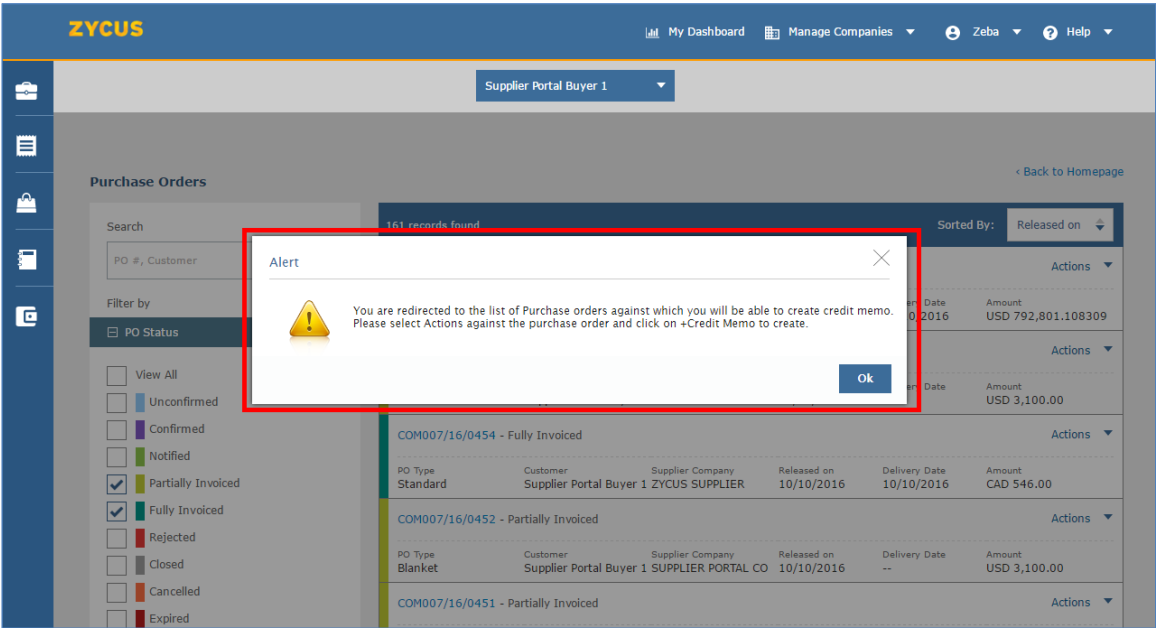 ZYCUS
My Dashboard
Manage Companies
Zeba
Help
Supplier Portal Buyer 1
‹ Back to Homepage
Purchase Orders
Search
PO #, Customer
Filter by
PO Status
View All
Unconfirmed
Confirmed
Notified
Partially Invoiced
Fully Invoiced
Rejected
Closed
Cancelled
Expired
161 records found
Sorted By: Released on
Alert
You are redirected to the list of Purchase orders against which you will be able to create credit memo.
Please select Actions against the purchase order and click on +Credit Memo to create.
Ok
Actions
Date Amount
2016 USD 792,801.108309
Actions
Date Amount
USD 3,100.00
COM007/16/0454 - Fully Invoiced Actions
PO Type Customer Supplier Company Released on Delivery Date Amount
Standard Supplier Portal Buyer 1 ZYCUS SUPPLIER 10/10/2016 10/10/2016 CAD 546.00
COM007/16/0452 - Partially Invoiced Actions
PO Type Customer Supplier Company Released on Delivery Date Amount
Blanket Supplier Portal Buyer 1 SUPPLIER PORTAL CO 10/10/2016 -- USD 3,100.00
COM007/16/0451 - Partially Invoiced Actions